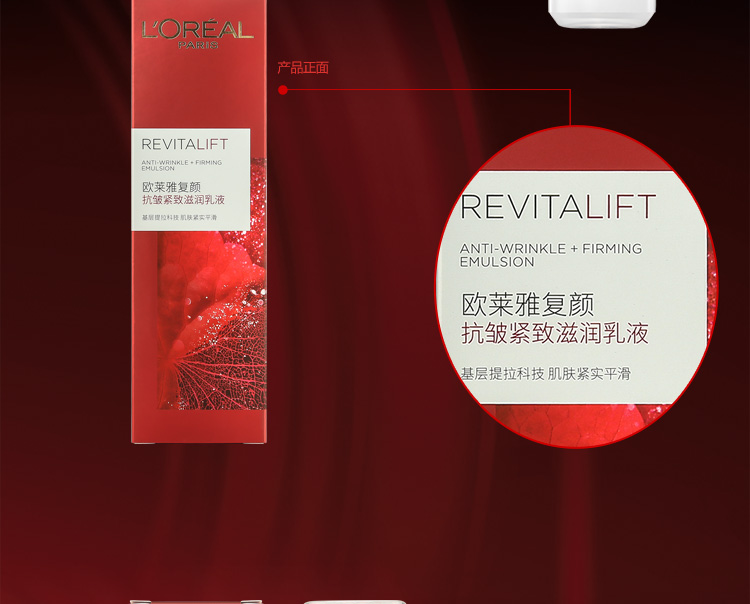 L'ORÉAL
PARIS
产品正面
REVITALIFT
ANTI-WRINKLE + FIRMING
EMULSION
欧莱雅复颜
抗皱紧致滋润乳液
基层提拉科技 肌肤紧实平滑
REVITALIFT
ANTI-WRINKLE + FIRMING
EMULSION
欧莱雅复颜
抗皱紧致滋润乳液
基层提拉科技 肌肤紧实平滑